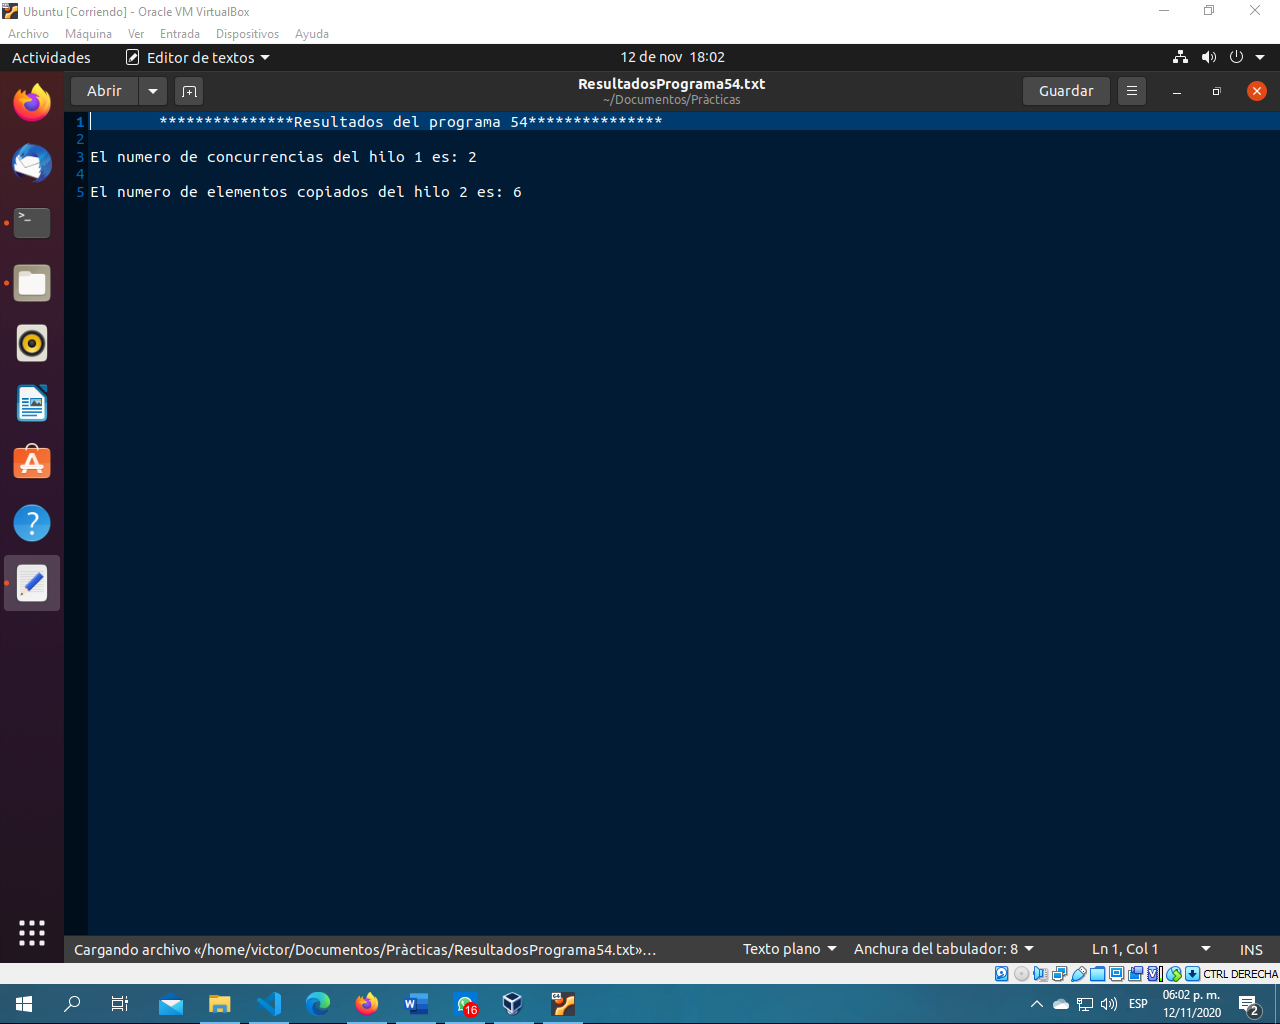 Ubuntu [Corriendo] - Oracle VM VirtualBox
Archivo Máquina Ver Entrada Dispositivos Ayuda
Actividades Editor de textos 12 de nov 18:02
Abrir ResultadosPrograma54.txt Guardar
~/Documentos/Pràcticas
1 ***************Resultados del programa 54***************
2
3 El numero de concurrencias del hilo 1 es: 2
4
5 El numero de elementos copiados del hilo 2 es: 6
Cargando archivo «/home/victor/Documentos/Pràcticas/ResultadosPrograma54.txt»… Texto plano Anchura del tabulador: 8 Ln 1, Col 1 INS
CTRL DERECHA
16 64 ESP 06:02 p. m. 2
12/11/2020